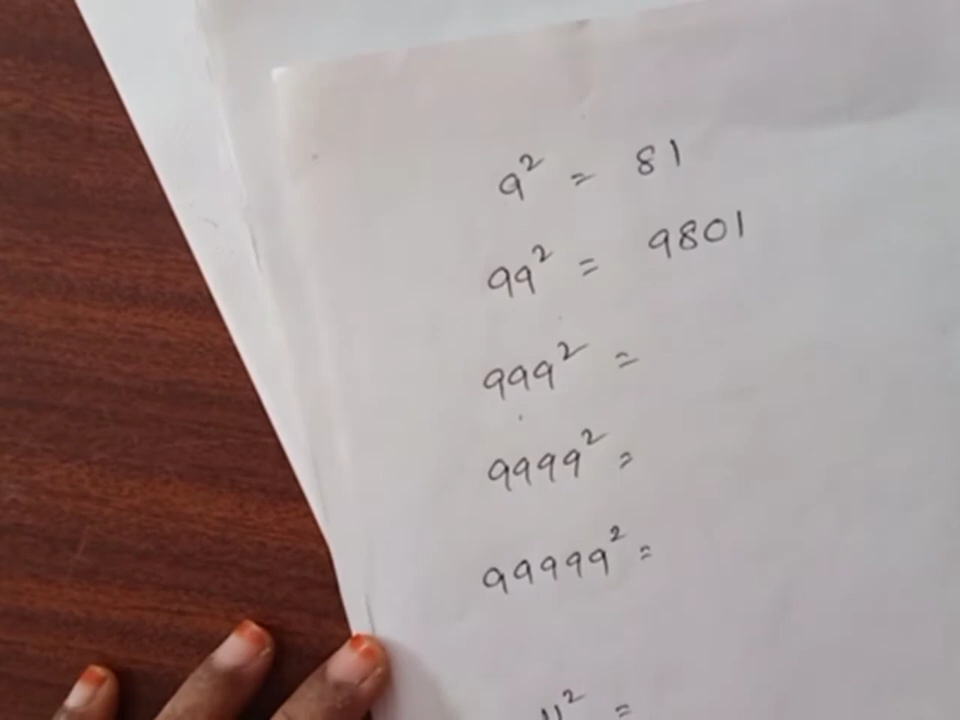 9² = 81
99² = 9801
999² =
9999² =
99999² =